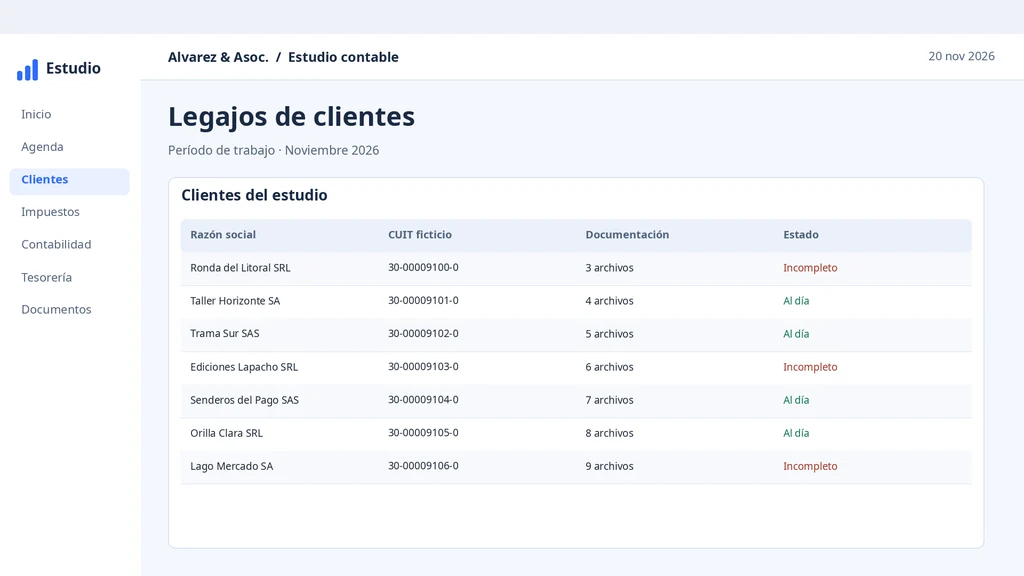 Estudio
Alvarez & Asoc. / Estudio contable
20 nov 2026
Inicio
Agenda
Clientes
Impuestos
Contabilidad
Tesorería
Documentos
Legajos de clientes
Período de trabajo · Noviembre 2026
Clientes del estudio
Razón social CUIT ficticio Documentación Estado
Ronda del Litoral SRL 30-00009100-0 3 archivos Incompleto
Taller Horizonte SA 30-00009101-0 4 archivos Al día
Trama Sur SAS 30-00009102-0 5 archivos Al día
Ediciones Lapacho SRL 30-00009103-0 6 archivos Incompleto
Senderos del Pago SAS 30-00009104-0 7 archivos Al día
Orilla Clara SRL 30-00009105-0 8 archivos Al día
Lago Mercado SA 30-00009106-0 9 archivos Incompleto